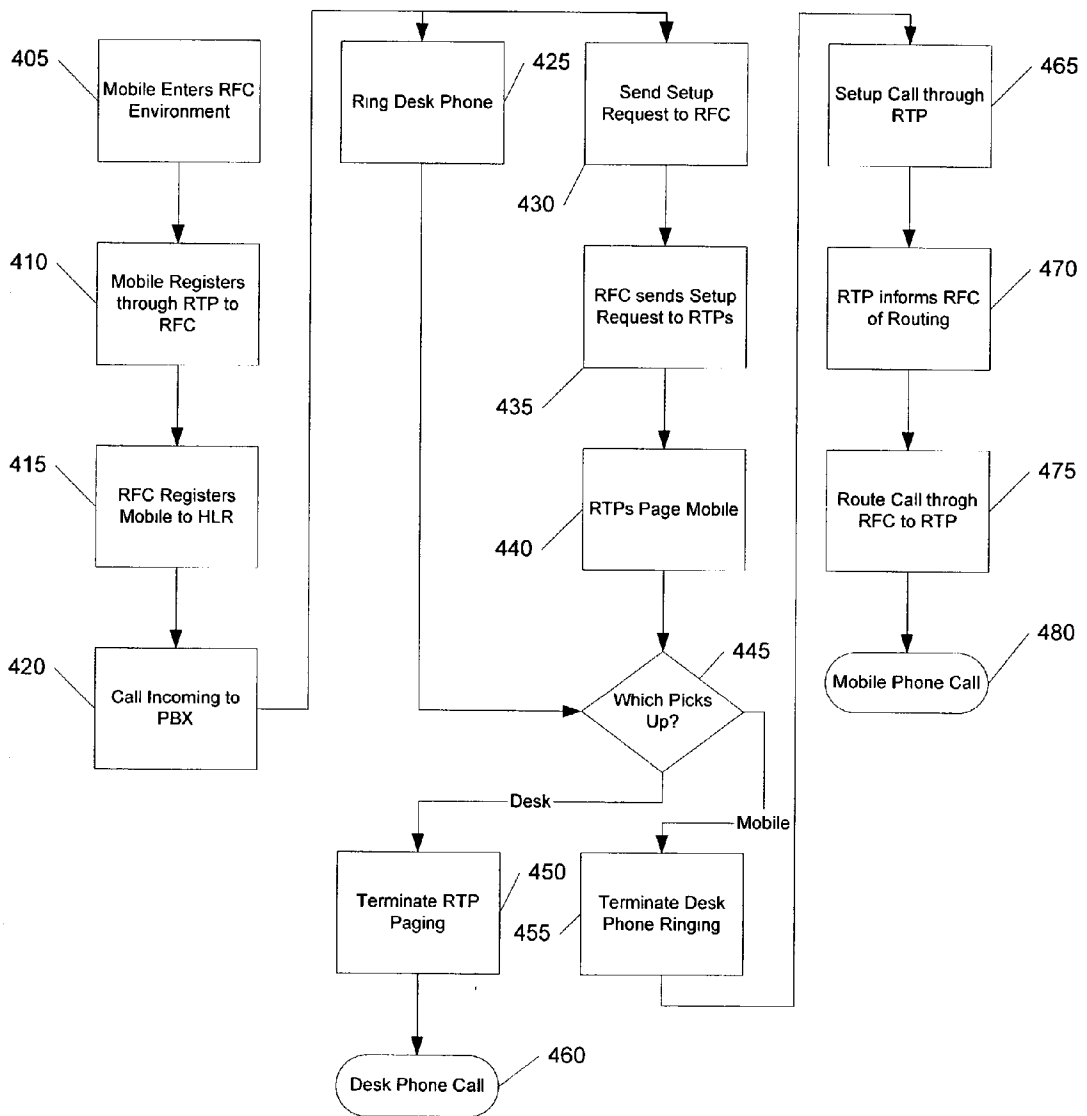 405
Mobile Enters RFC
Environment
410
Mobile Registers
through RTP to
RFC
415
RFC Registers
Mobile to HLR
420
Call Incoming to
PBX
425
Ring Desk Phone
Send Setup
Request to RFC
430
RFC sends Setup
Request to RTPs
435
RTPs Page Mobile
440
445
Which Picks
Up?
Desk
Mobile
450
Terminate RTP
Paging
455
Terminate Desk
Phone Ringing
460
Desk Phone Call
465
Setup Call through
RTP
470
RTP informs RFC
of Routing
475
Route Call throgh
RFC to RTP
480
Mobile Phone Call